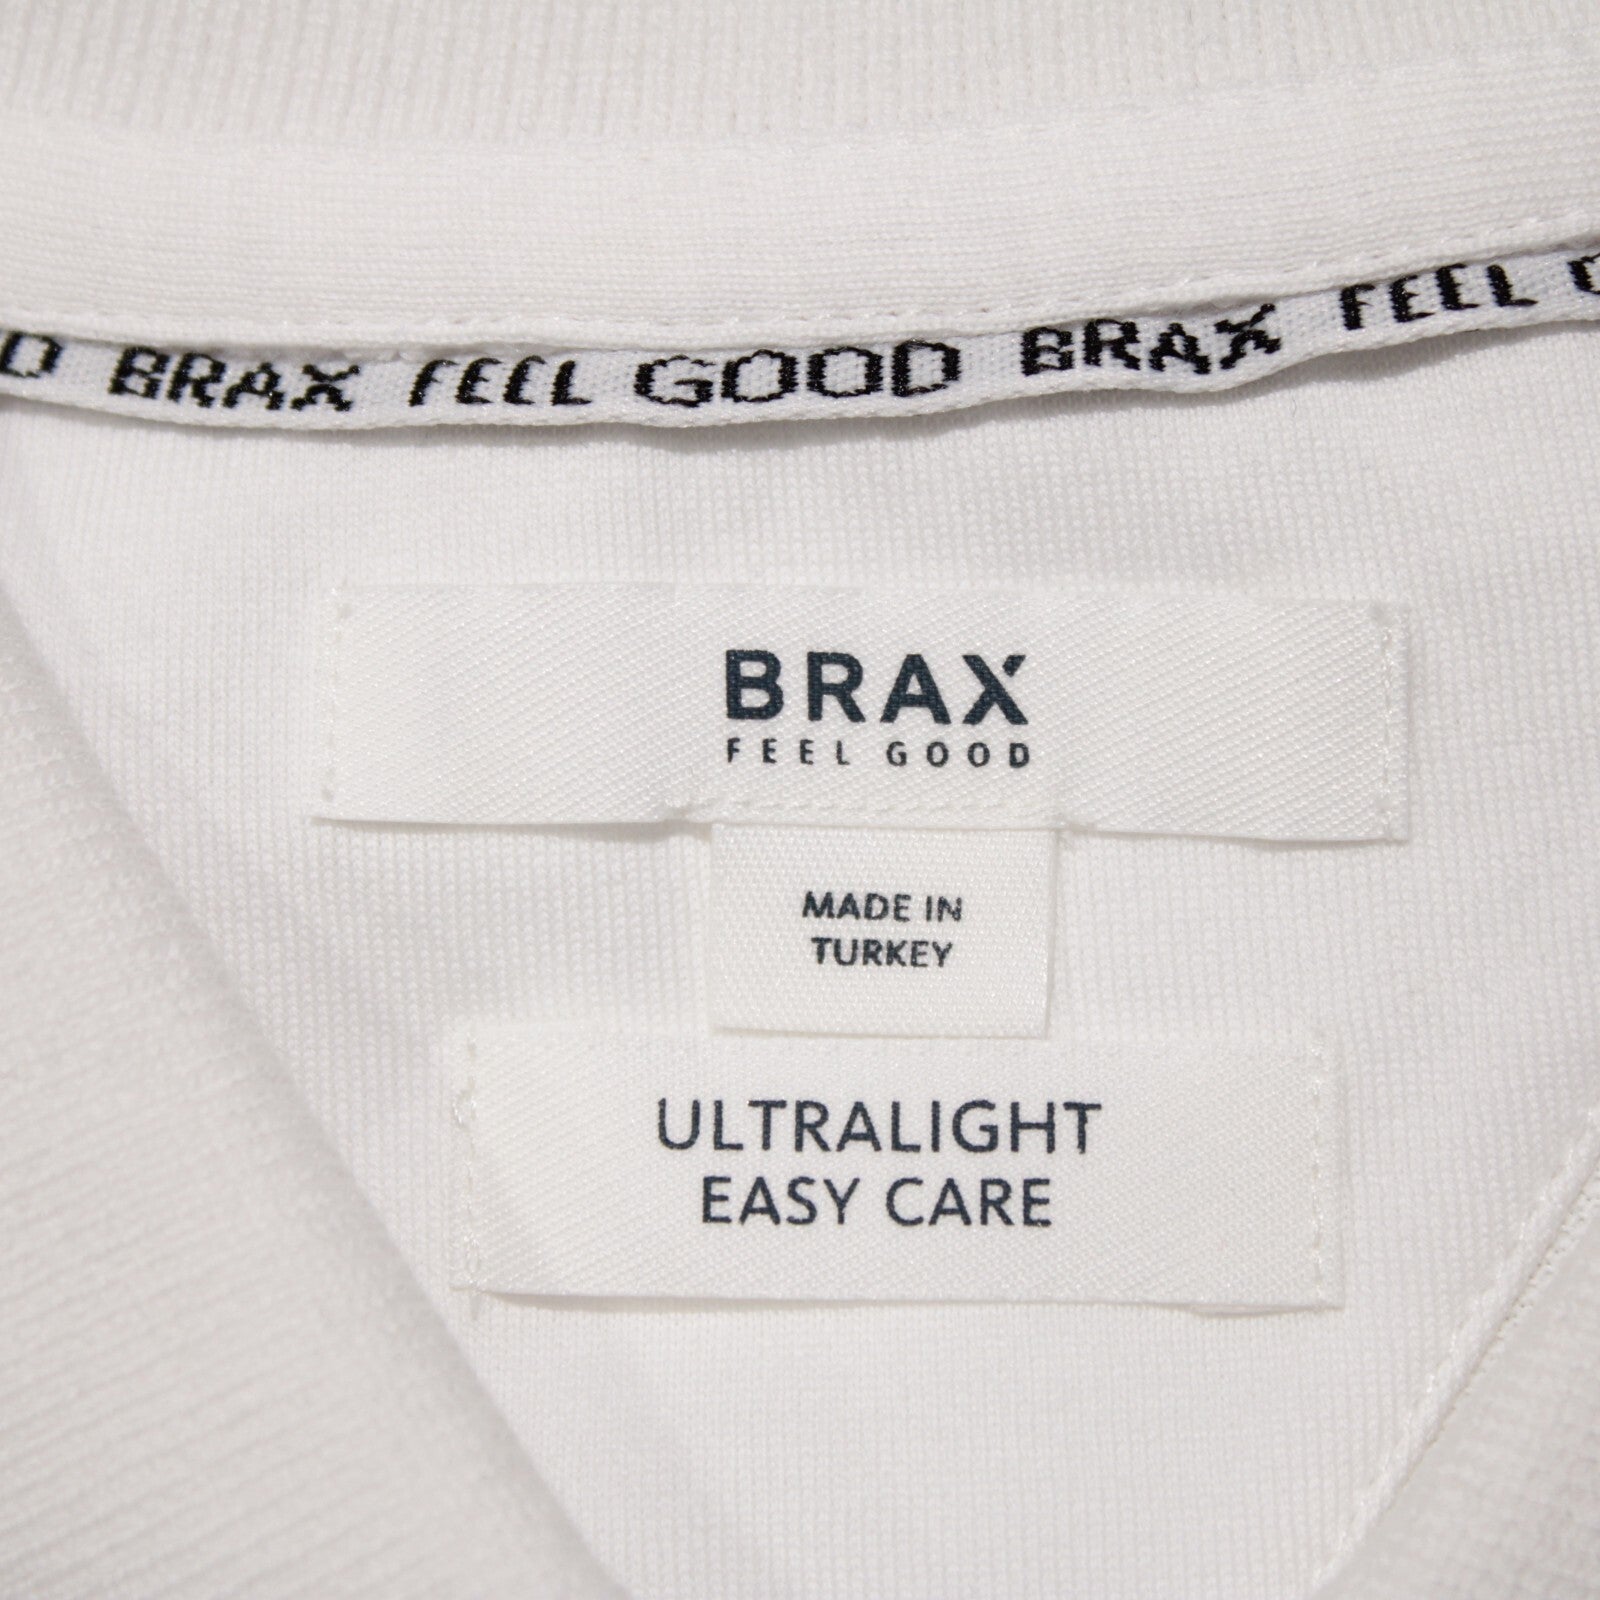 D BRAX FEEL GOOD BRAX FEEL G
BRAX
FEEL GOOD
MADE IN
TURKEY
ULTRALIGHT
EASY CARE